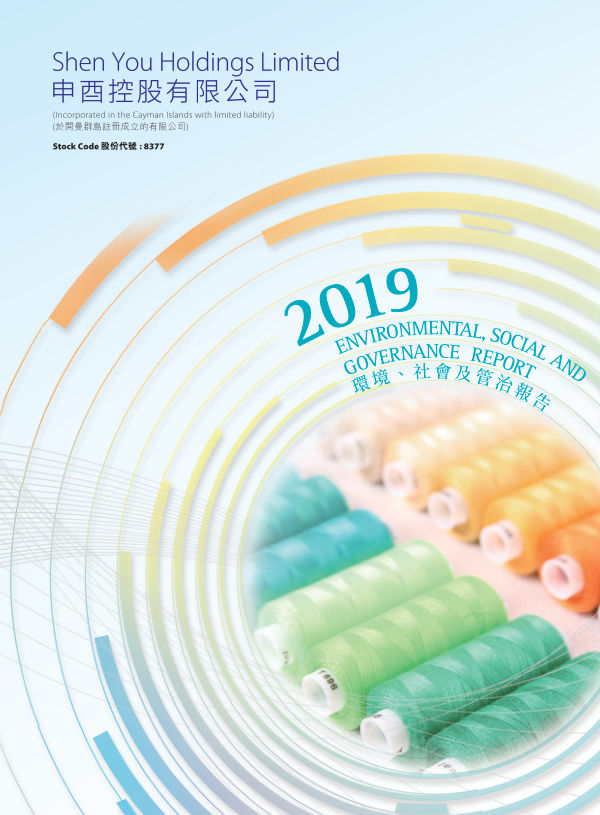 Shen You Holdings Limited
申酉控股有限公司
(Incorporated in the Cayman Islands with limited liability)
(於開曼群島註冊成立的有限公司)
Stock Code 股份代號 : 8377
2019
ENVIRONMENTAL, SOCIAL AND
GOVERNANCE REPORT
環境、社會及管治報告
1896